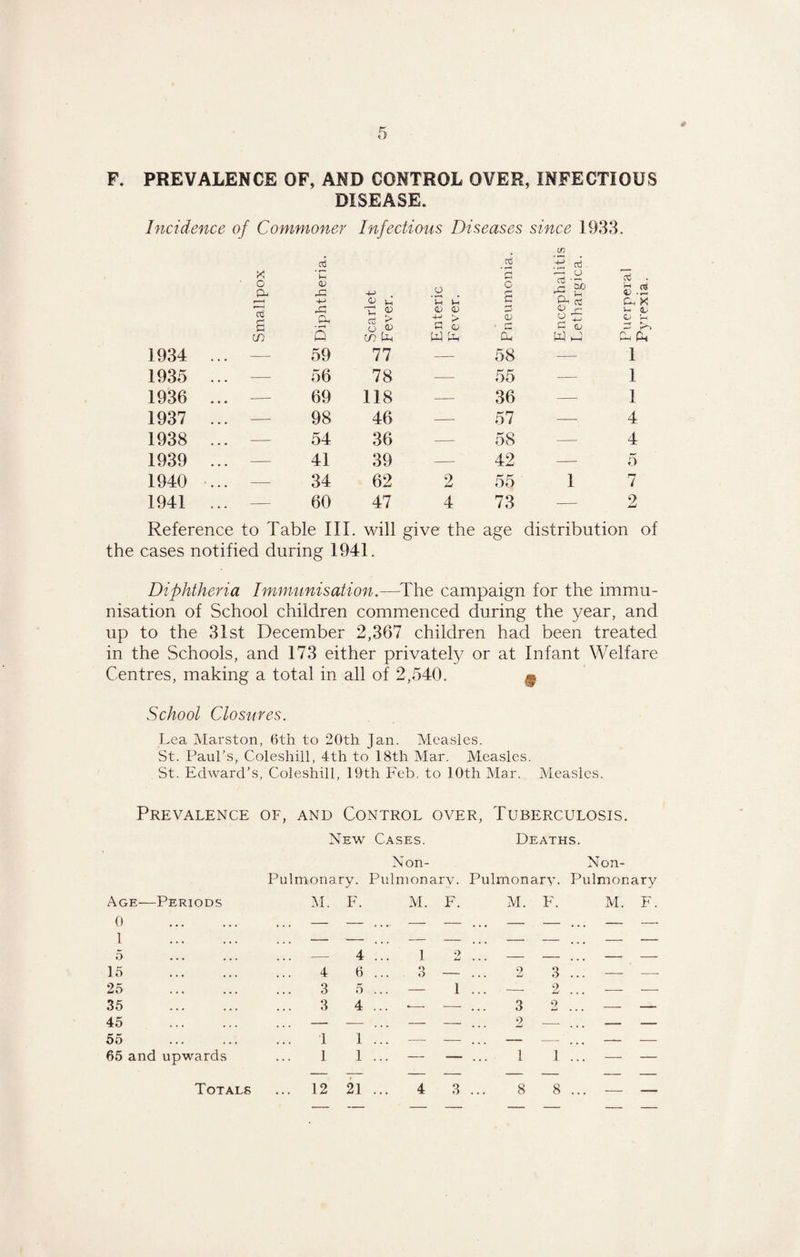 5
F. PREVALENCE OF, AND CONTROL OVER, INFECTIOUS
DISEASE.
Incidence of Commoner Infectious Diseases since 1933.
Smallpox Diphtheria. Scarlet Fever. Enteric Fever. Pneumonia. Encephalitis Lethargica. Puerperal Pyrexia.
1934 ... — 59 77 — 58 — 1
1935 ... — 56 78 — 55 — 1
1936 ... — 69 118 — 36 — 1
1937 ... — 98 46 — 57 — 4
1938 ... — 54 36 — 58 — 4
1939 ... — 41 39 — 42 — 5
1940 ... — 34 62 2 55 1 7
1941 ... — 60 47 4 73 — 2
Reference to Table III. will give the age distribution of
the cases notified during 1941.
Diphtheria Immunisation.—The campaign for the immu-
nisation of School children commenced during the year, and
up to the 31st December 2,367 children had been treated
in the Schools, and 173 either privately or at Infant Welfare
Centres, making a total in all of 2,540.
School Closures.
Lea Marston, 6th to 20th Jan. Measles.
St. Paul's, Coleshill, 4th to 18th Mar. Measles.
St. Edward's, Coleshill, 19th Feb. to 10th Mar. Measles.
PREVALENCE OF, AND CONTROL OVER, TUBERCULOSIS.
NEW CASES. DEATHS.
Non- Non-
Pulmonary. Pulmonary. Pulmonary. Pulmonary
AGE—PERIODS M. F. M. F. M. F. M. F.
0 ... ... ... — — ... — — ... — — ... — —
1 ... ... ... — — ... — — ... — — ... — —
5 ... ... ... — 4 ... 1 2 ... — — ... — —
15 ... ... ... 4 6 ... 3 — ... 2 3 ... — —
25 ... ... ... 3 5 ... — 1 ... — 2 ... — —
35 ... ... ... 3 4 ... — — ... 3 2 ... — —
45 ... ... ... — — ... — — ... 2 — ... — —
55 ... ... ... 1 1 ... — — ... — — ... — —
65 and upwards ... 1 1 ... — — ... 1 1 ... — —
TOTALS ... 12 21 ... 4 3 ... 8 8 ... — —